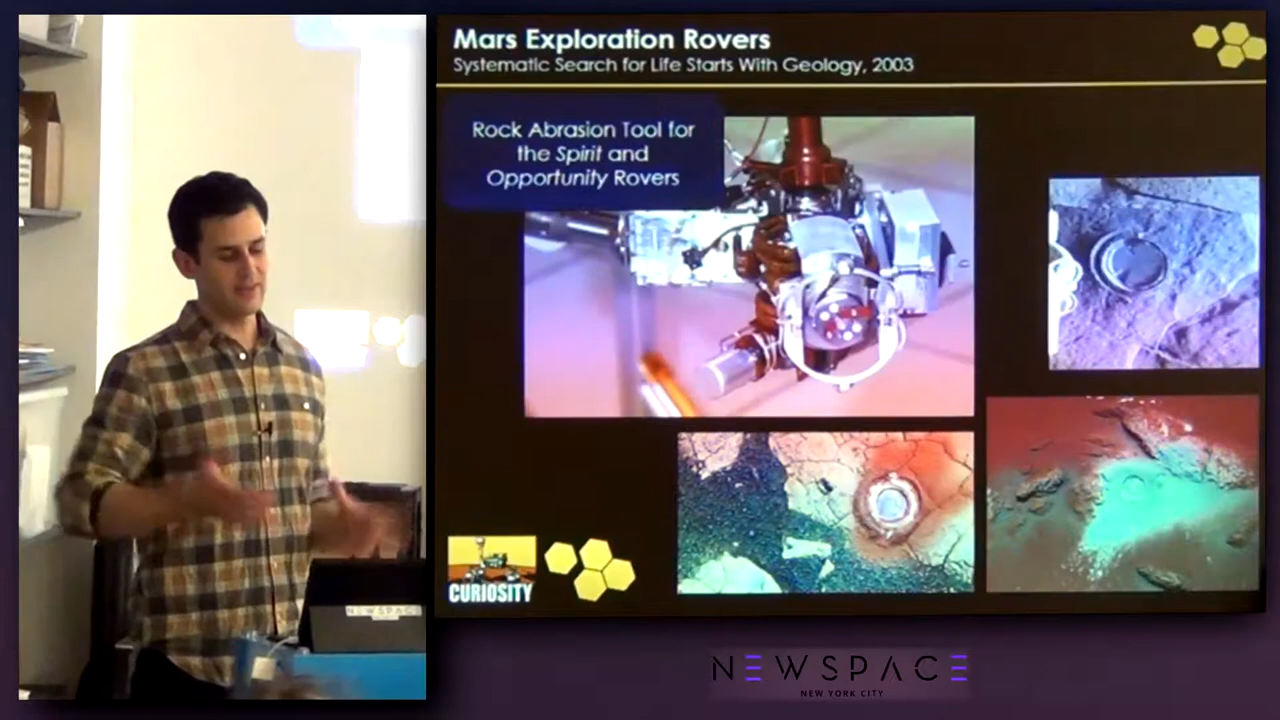 Mars Exploration Rovers
Systematic Search for Life Starts With Geology, 2003
Rock Abrasion Tool for
the Spirit and
Opportunity Rovers
CURIOSITY
NEWSPACE
NEWSPACE
NEW YORK CITY